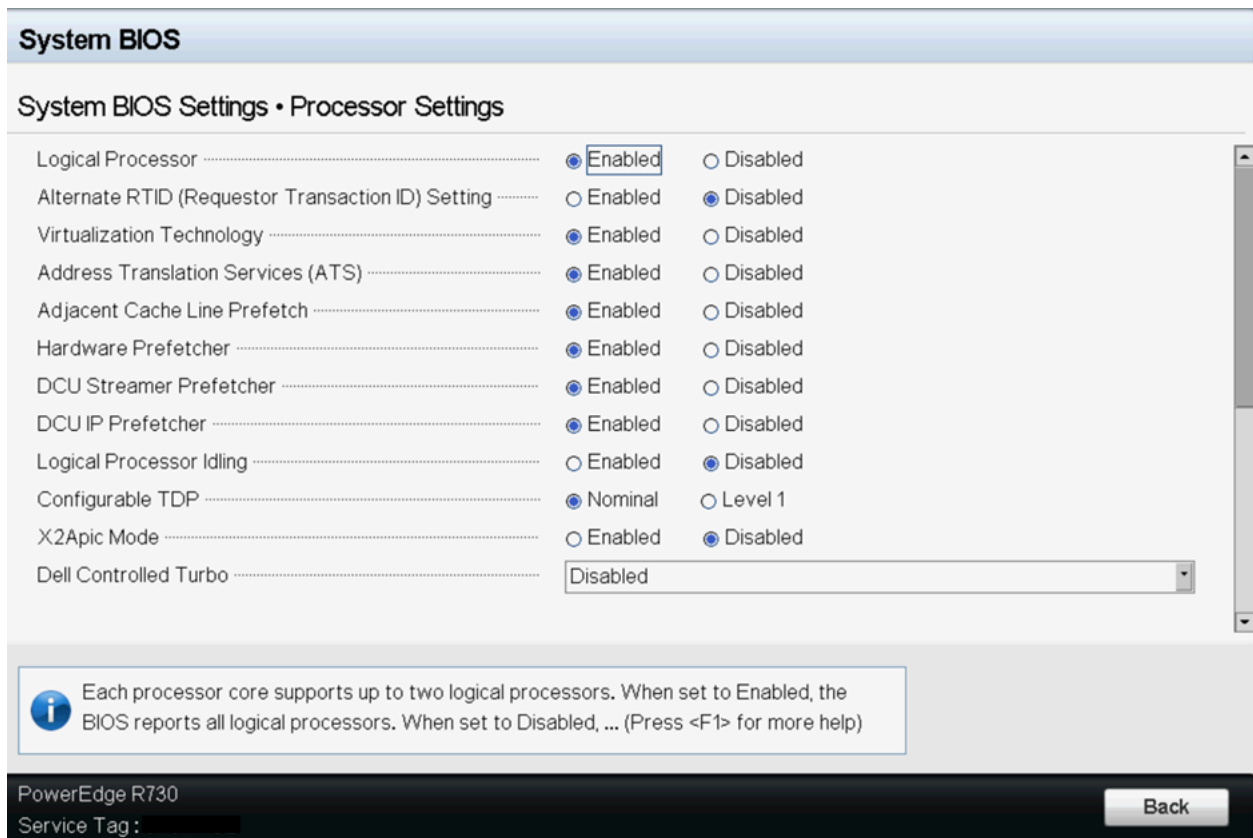 System BIOS
System BIOS Settings • Processor Settings
Logical Processor Enabled Disabled
Alternate RTID (Requestor Transaction ID) Setting Enabled Disabled
Virtualization Technology Enabled Disabled
Address Translation Services (ATS) Enabled Disabled
Adjacent Cache Line Prefetch Enabled Disabled
Hardware Prefetcher Enabled Disabled
DCU Streamer Prefetcher Enabled Disabled
DCU IP Prefetcher Enabled Disabled
Logical Processor Idling Enabled Disabled
Configurable TDP Nominal Level 1
X2Apic Mode Enabled Disabled
Dell Controlled Turbo Disabled
Each processor core supports up to two logical processors. When set to Enabled, the
BIOS reports all logical processors. When set to Disabled, ... (Press <F1> for more help)
PowerEdge R730
Service Tag :
Back